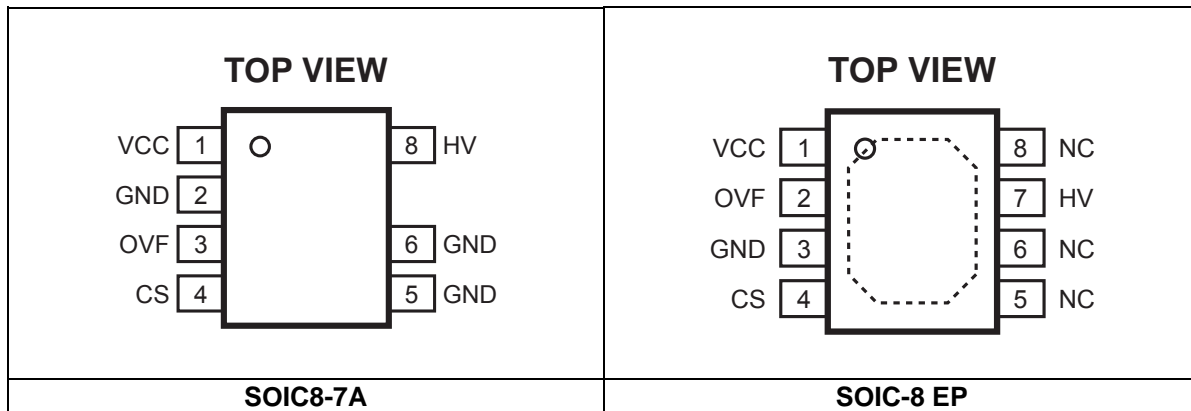 TOP VIEW
VCC 1 8 HV
GND 2
OVF 3 6 GND
CS 4 5 GND
SOIC8-7A
TOP VIEW
VCC 1 8 NC
OVF 2 7 HV
GND 3 6 NC
CS 4 5 NC
SOIC-8 EP